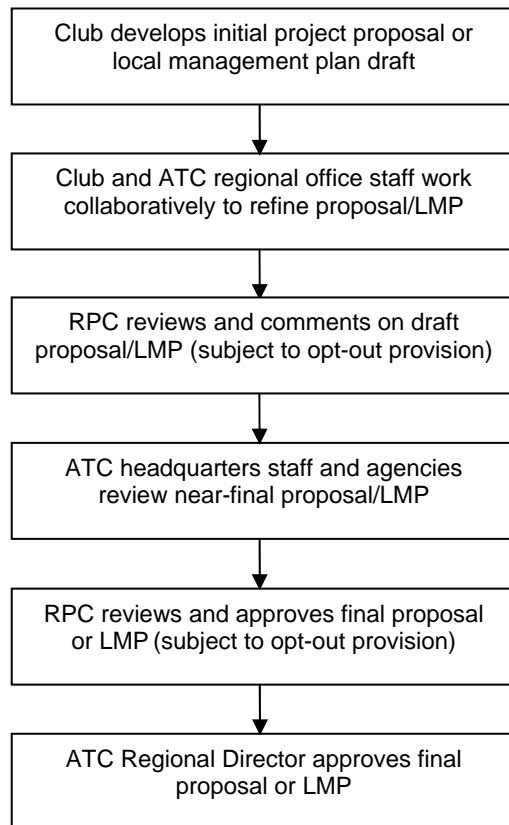 Club develops initial project proposal or
local management plan draft
Club and ATC regional office staff work
collaboratively to refine proposal/LMP
RPC reviews and comments on draft
proposal/LMP (subject to opt-out provision)
ATC headquarters staff and agencies
review near-final proposal/LMP
RPC reviews and approves final proposal
or LMP (subject to opt-out provision)
ATC Regional Director approves final
proposal or LMP